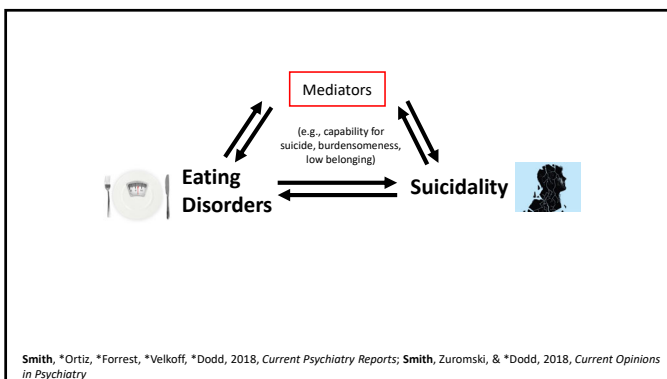 Mediators
(e.g., capability for
suicide, burdensomeness,
low belonging)
Eating
Disorders
Suicidality
Smith, *Ortiz, *Forrest, *Velkoff, *Dodd, 2018, Current Psychiatry Reports; Smith, Zuromski, & *Dodd, 2018, Current Opinions
in Psychiatry